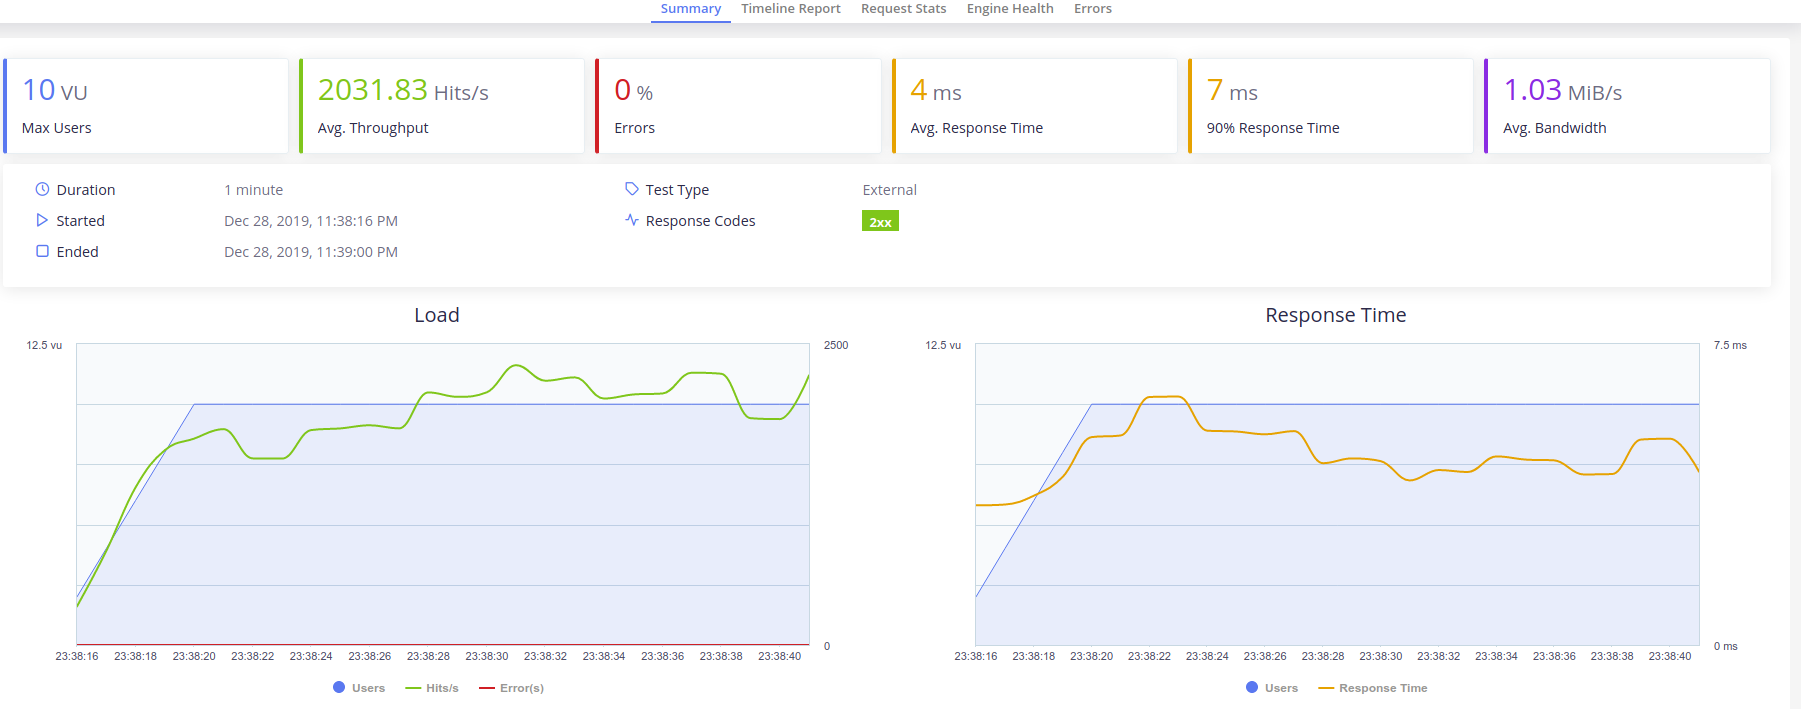 Summary Timeline Report Request Stats Engine Health Errors
10 VU 2031.83 Hits/s 0 % 4 ms 7 ms 1.03 MiB/s
Max Users Avg. Throughput Errors Avg. Response Time 90% Response Time Avg. Bandwidth
Duration 1 minute Test Type External
Started Dec 28, 2019, 11:38:16 PM Response Codes 2xx
Ended Dec 28, 2019, 11:39:00 PM
Load
12.5 vu 2500
0
23:38:16 23:38:18 23:38:20 23:38:22 23:38:24 23:38:26 23:38:28 23:38:30 23:38:32 23:38:34 23:38:36 23:38:38 23:38:40
Users Hits/s Error(s)
Response Time
12.5 vu 7.5 ms
0 ms
23:38:16 23:38:18 23:38:20 23:38:22 23:38:24 23:38:26 23:38:28 23:38:30 23:38:32 23:38:34 23:38:36 23:38:38 23:38:40
Users Response Time